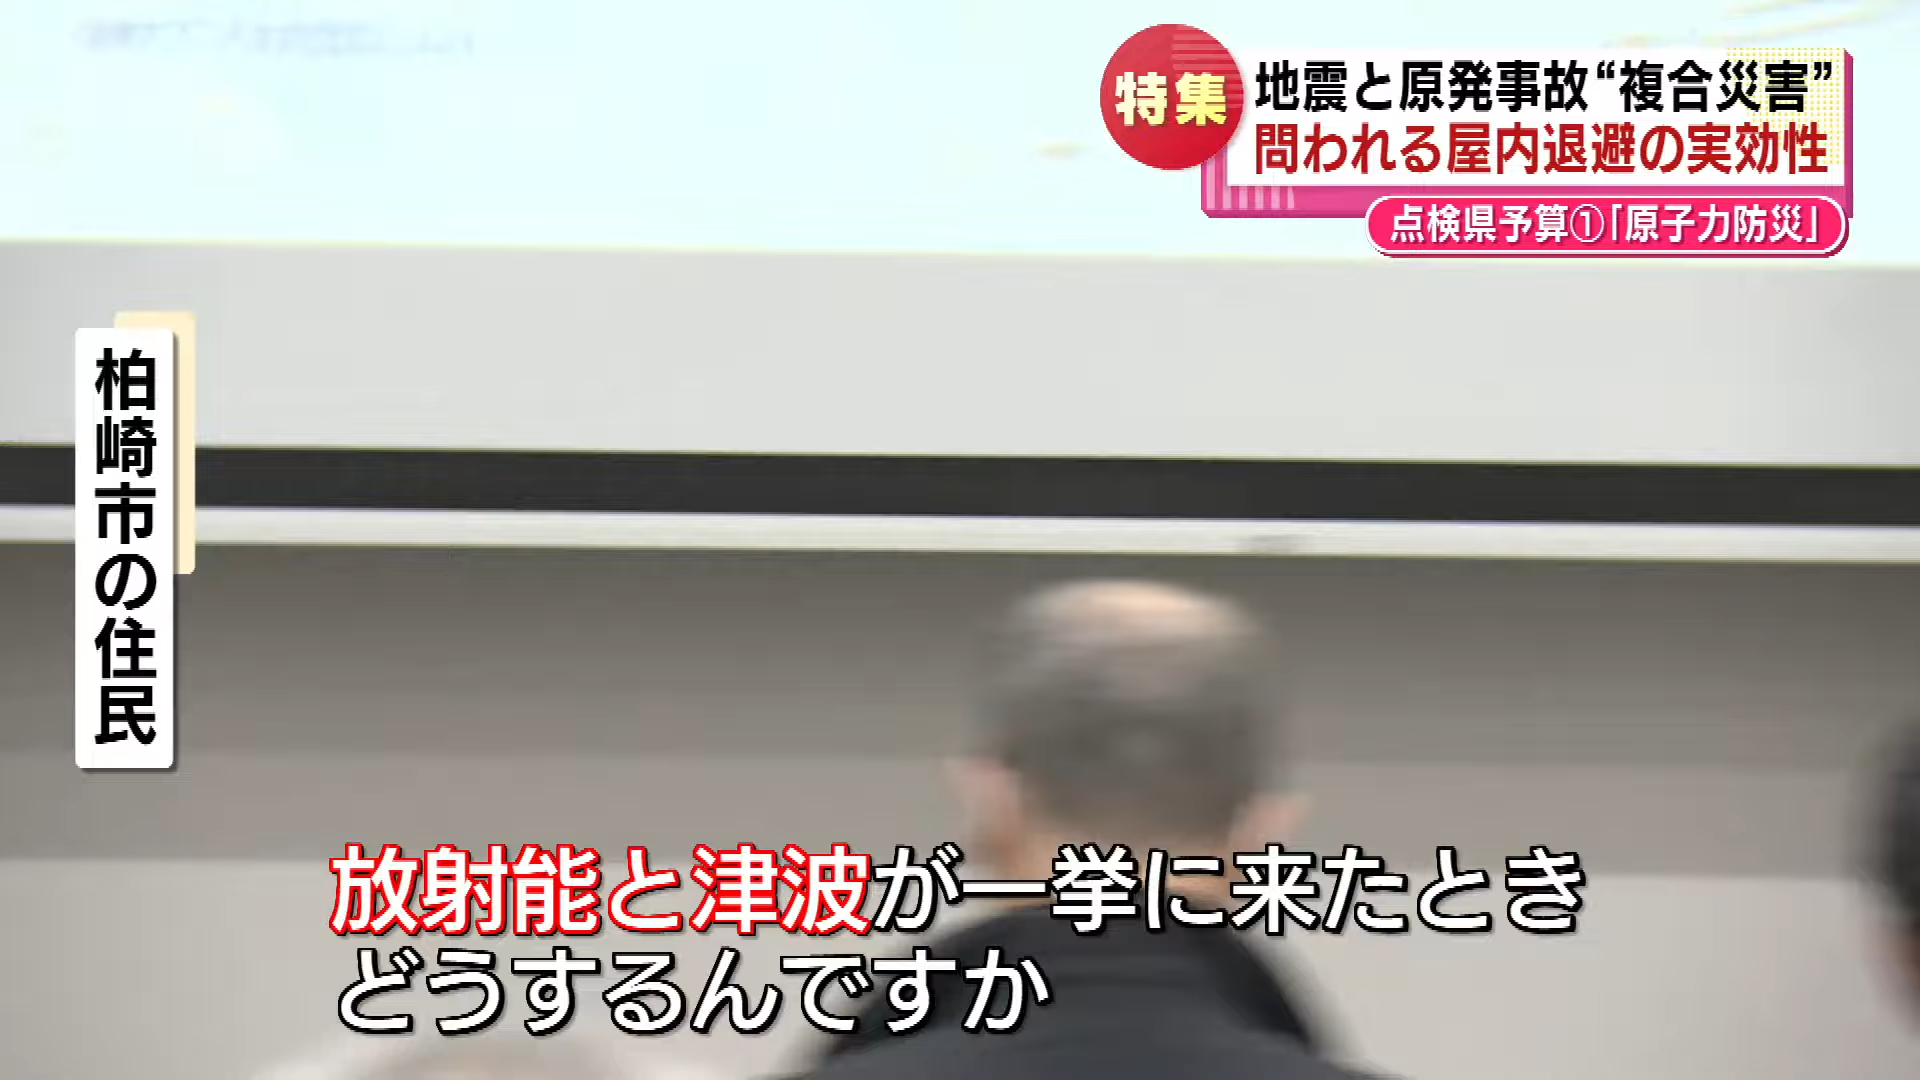 特集
地震と原発事故“複合災害”
問われる屋内退避の実効性
点検県予算①「原子力防災」
柏崎市の住民
放射能と津波が一挙に来たとき
どうするんですか